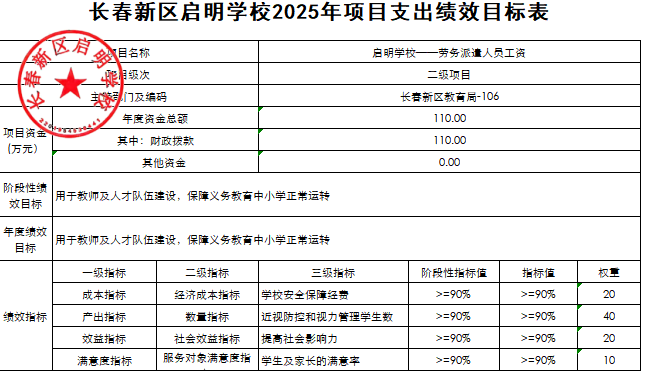 长春新区启明学校2025年项目支出绩效目标表
项目名称 启明学校——劳务派遣人员工资
项目级次 二级项目
主管部门及编码 长春新区教育局-106
项目资金（万元） 年度资金总额 110.00
其中：财政拨款 110.00
其他资金 0.00
阶段性绩效目标 用于教师及人才队伍建设，保障义务教育中小学正常运转
年度绩效目标 用于教师及人才队伍建设，保障义务教育中小学正常运转
绩效指标 一级指标 二级指标 三级指标 阶段性指标值 指标值 权重
成本指标 经济成本指标 学校安全保障经费 >=90% >=90% 20
产出指标 数量指标 近视防控和视力管理学生数 >=90% >=90% 40
效益指标 社会效益指标 提高社会影响力 >=90% >=90% 20
满意度指标 服务对象满意度指 学生及家长的满意率 >=90% >=90% 10
长春新区启明学校